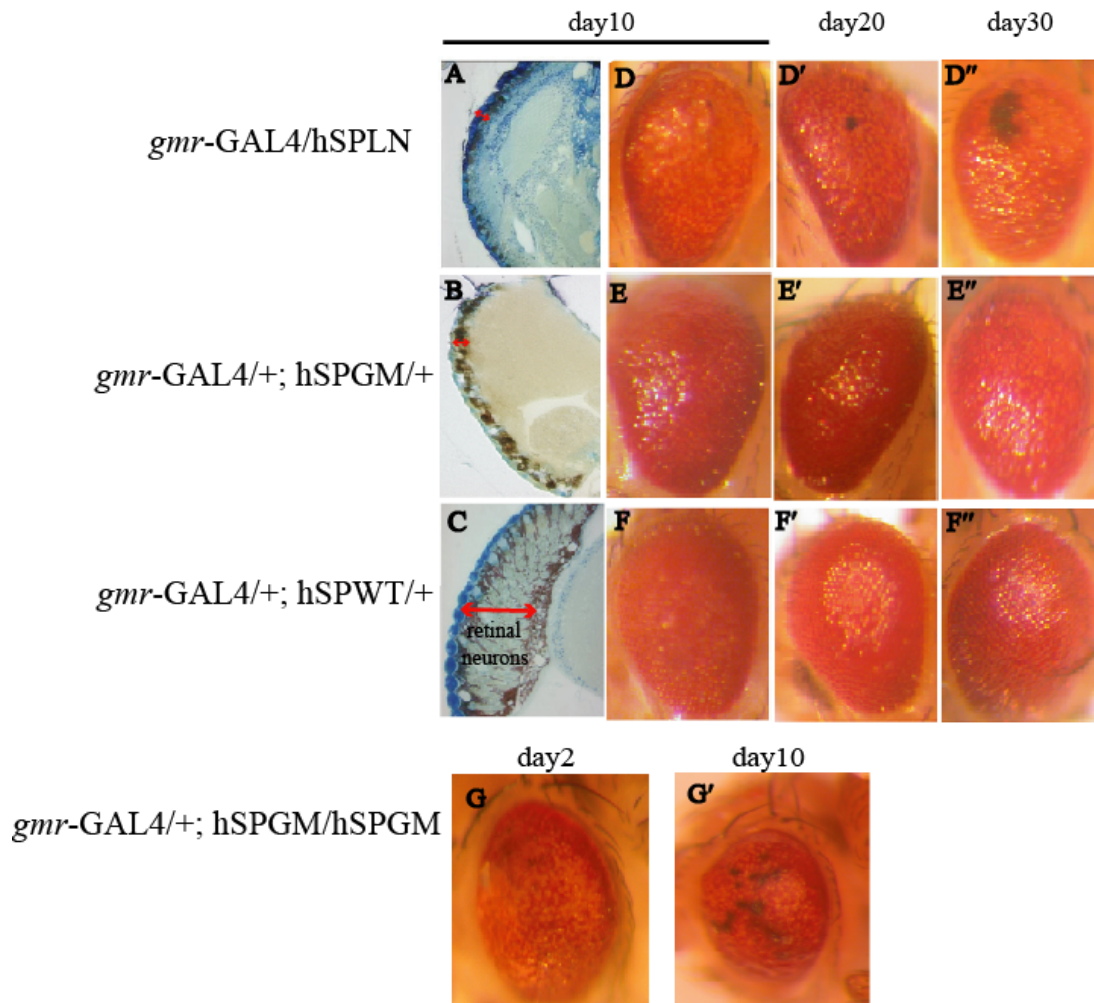 day10 day20 day30
gmr-GAL4/hSPLN
A D D′ D″
gmr-GAL4/+; hSPGM/+
B E E′ E″
gmr-GAL4/+; hSPWT/+
C F F′ F″
retinal
neurons
day2 day10
gmr-GAL4/+; hSPGM/hSPGM
G G′